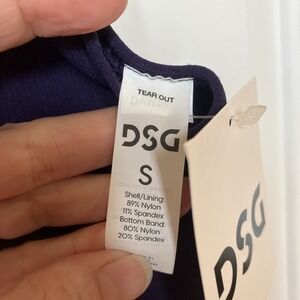 TEAR OUT
DSG
S
Shell/Lining:
89% Nylon
11% Spandex
Bottom Band:
80% Nylon
20% Spandex
DSG